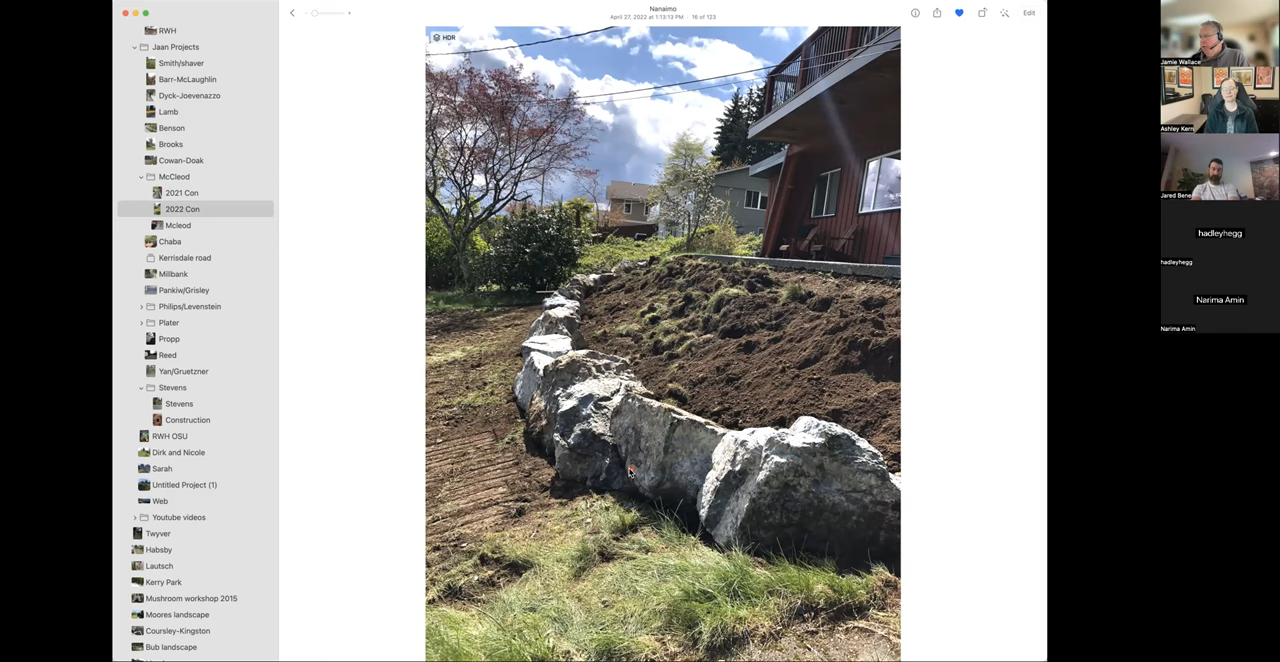 Nanaimo
April 27, 2022 at 1:13:13 PM · 16 of 123
Edit
HDR
RWH
Jaan Projects
Smith/shaver
Barr-McLaughlin
Dyck-Joevenazzo
Lamb
Benson
Brooks
Cowan-Doak
McCleod
2021 Con
2022 Con
Mcleod
Chaba
Kerrisdale road
Millbank
Pankiw/Grisley
Philips/Levenstein
Plater
Propp
Reed
Yan/Gruetzner
Stevens
Stevens
Construction
RWH OSU
Dirk and Nicole
Sarah
Untitled Project (1)
Web
Youtube videos
Twyver
Habsby
Lautsch
Kerry Park
Mushroom workshop 2015
Moores landscape
Coursley-Kingston
Bub landscape
Jamie Wallace
Ashley Kern
Jared Bene
hadleyhegg
hadleyhegg
Narima Amin
Narima Amin